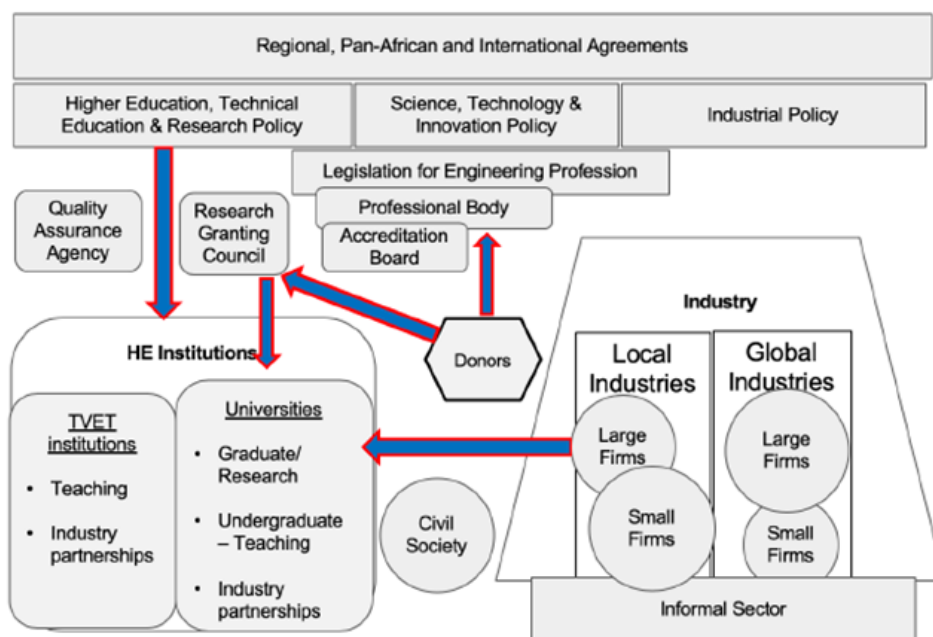 Regional, Pan-African and International Agreements
Higher Education, Technical
Education & Research Policy
Science, Technology &
Innovation Policy
Industrial Policy
Legislation for Engineering Profession
Quality
Assurance
Agency
Research
Granting
Council
Professional Body
Accreditation
Board
Industry
HE Institutions
Donors
Local
Industries
Global
Industries
TVET
institutions
• Teaching
• Industry
partnerships
Universities
• Graduate/
Research
• Undergraduate
– Teaching
• Industry
partnerships
Large
Firms
Large
Firms
Civil
Society
Small
Firms
Small
Firms
Informal Sector